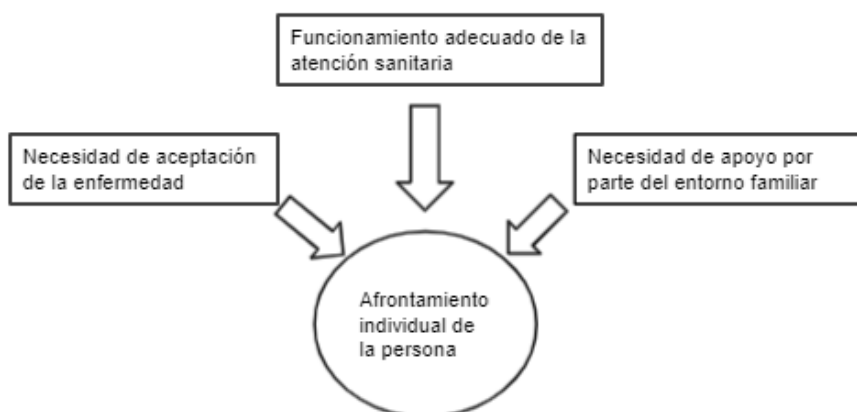 Funcionamiento adecuado de la
atención sanitaria
Necesidad de aceptación
de la enfermedad
Necesidad de apoyo por
parte del entorno familiar
Afrontamiento
individual de
la persona